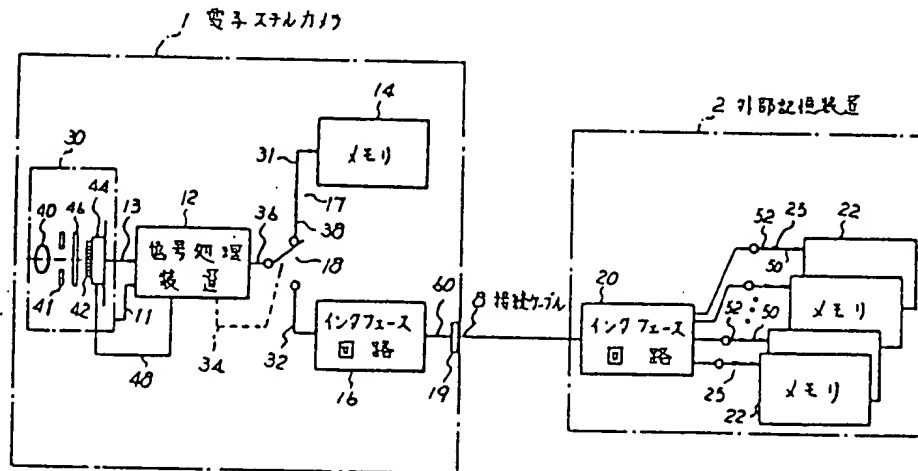 1 電子スチルカメラ
14
メモリ
2 外部記憶装置
30
31
17
44
12
40
46
13
36
38
18
信号処理
装置
41
42
11
48
34
32
インタフェース
回路
16
60
19
8 接続ケーブル
20
インタフェース
回路
52
25
22
50
メモリ
52
50
25
メモリ
22